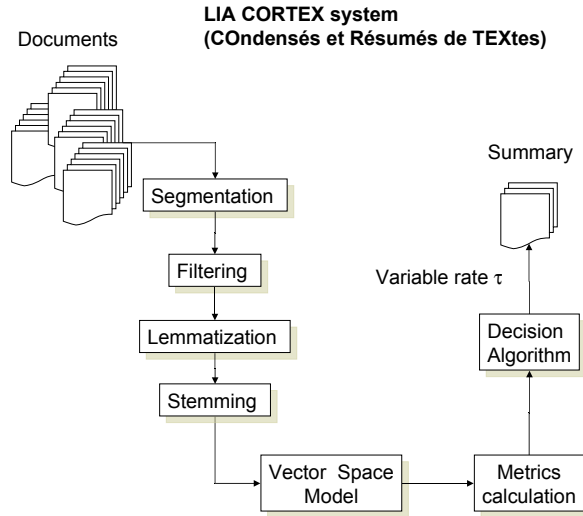 LIA CORTEX system
(COndensés et Résumés de TEXtes)
Documents
Segmentation
Filtering
Lemmatization
Stemming
Vector Space
Model
Metrics
calculation
Decision
Algorithm
Variable rate τ
Summary